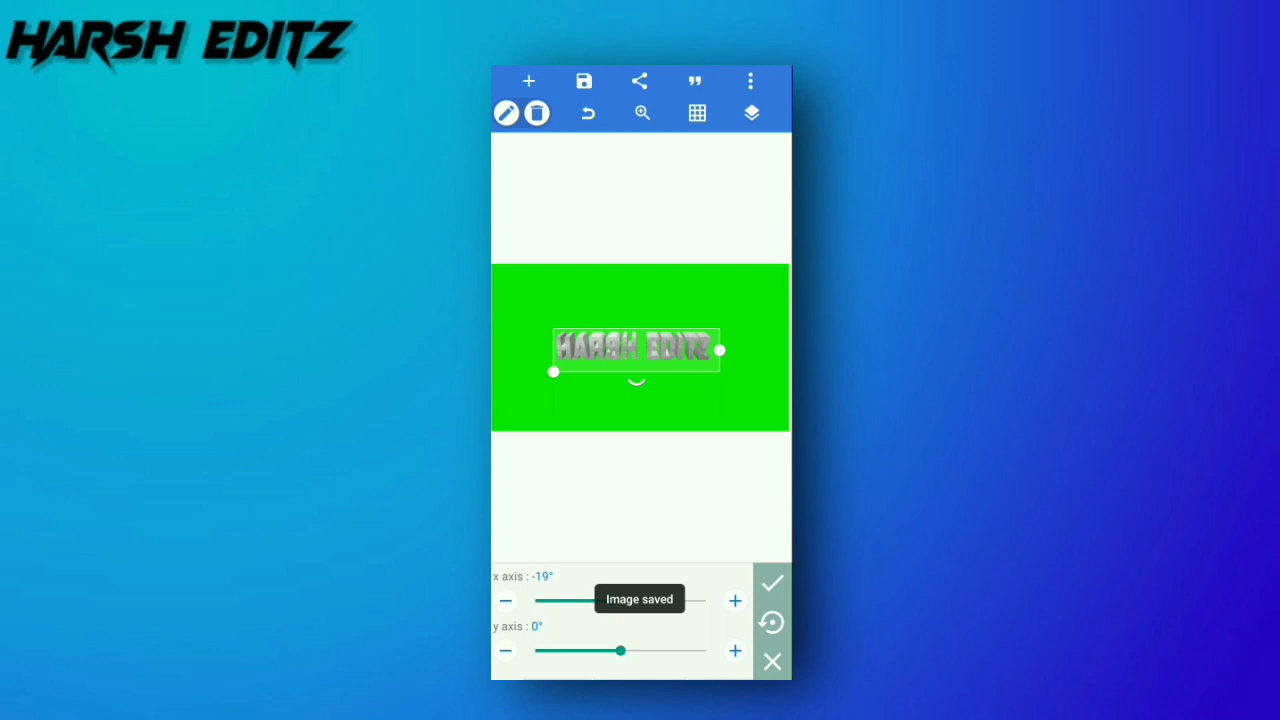 HARSH EDITZ
HARSH EDITZ
x axis : -19°
Image saved
y axis : 0°